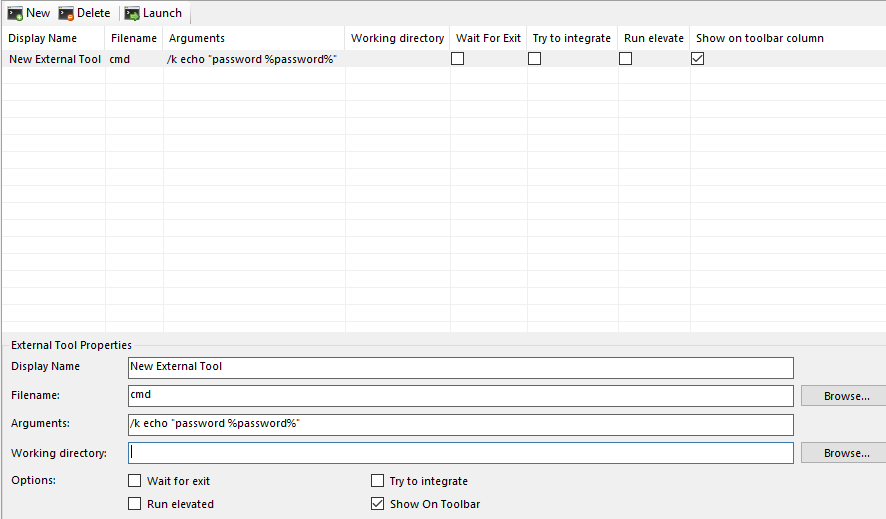 New Delete Launch
Display Name Filename Arguments Working directory Wait For Exit Try to integrate Run elevate Show on toolbar column
New External Tool cmd /k echo "password %password%"
External Tool Properties
Display Name New External Tool
Filename: cmd Browse...
Arguments: /k echo "password %password%"
Working directory: Browse...
Options: Wait for exit Try to integrate
Run elevated Show On Toolbar